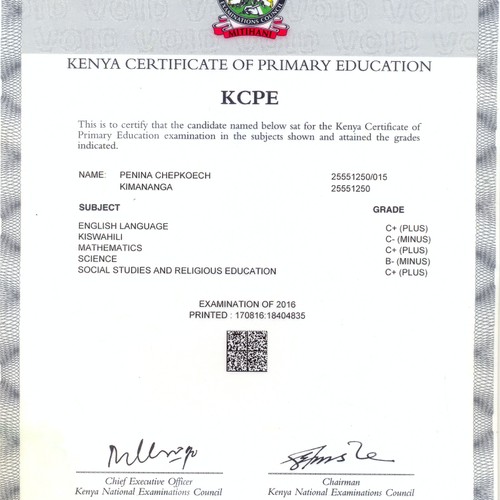 EXAMINATIONS COUNCIL
MITIHANI
KENYA CERTIFICATE OF PRIMARY EDUCATION
KCPE
This is to certify that the candidate named below sat for the Kenya Certificate of
Primary Education examination in the subjects shown and attained the grades
indicated.
NAME: PENINA CHEPKOECH 25551250/015
KIMANANGA 25551250
SUBJECT GRADE
ENGLISH LANGUAGE C+ (PLUS)
KISWAHILI C- (MINUS)
MATHEMATICS C+ (PLUS)
SCIENCE B- (MINUS)
SOCIAL STUDIES AND RELIGIOUS EDUCATION C+ (PLUS)
EXAMINATION OF 2016
PRINTED : 170816:18404835
Chief Executive Officer Chairman
Kenya National Examinations Council Kenya National Examinations Council